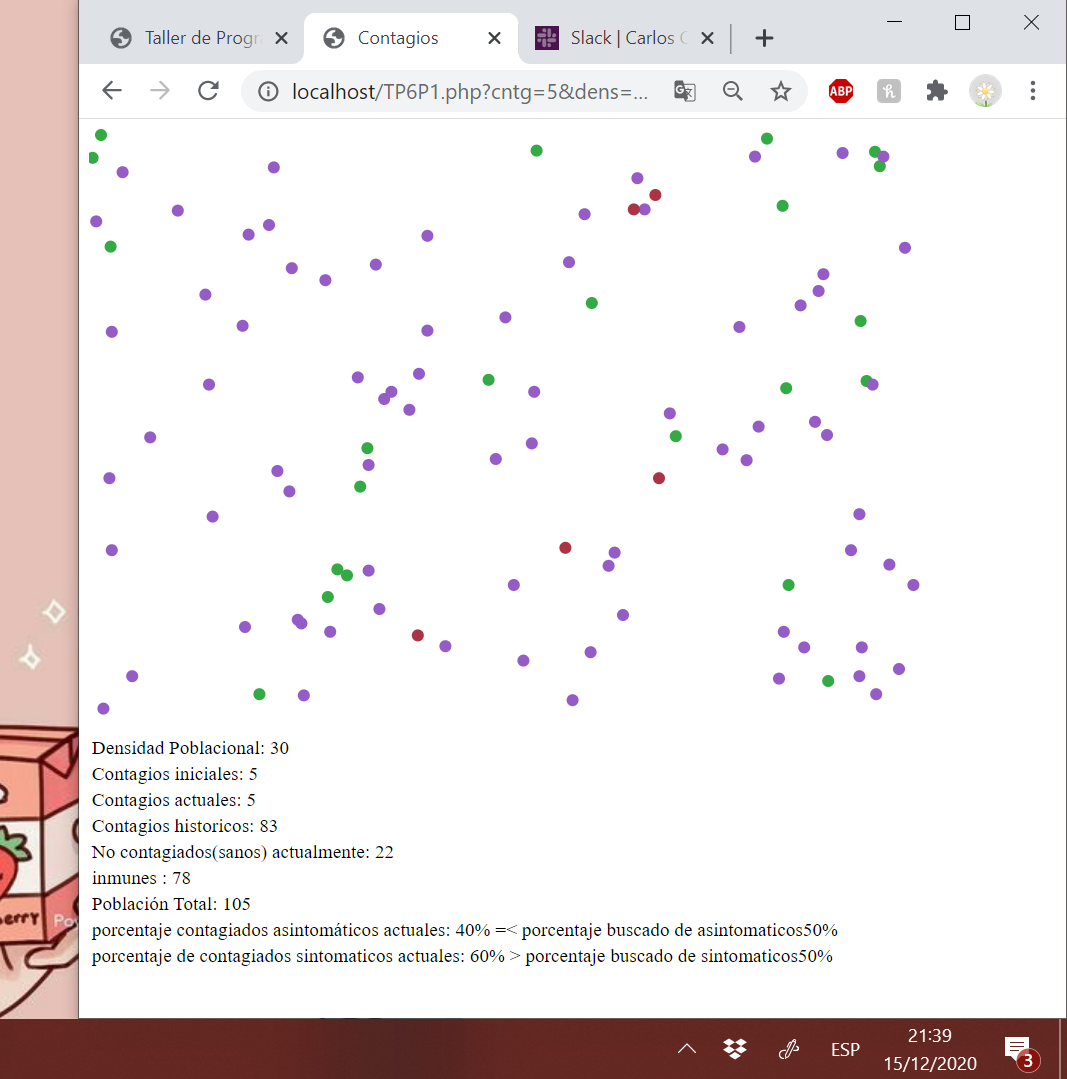 Taller de Progr
Contagios
Slack | Carlos
localhost/TP6P1.php?cntg=5&dens=...
ABP
h
Densidad Poblacional: 30
Contagios iniciales: 5
Contagios actuales: 5
Contagios historicos: 83
No contagiados(sanos) actualmente: 22
inmunes : 78
Población Total: 105
porcentaje contagiados asintomáticos actuales: 40% =< porcentaje buscado de asintomaticos50%
porcentaje de contagiados sintomaticos actuales: 60% > porcentaje buscado de sintomaticos50%
erry
Po
ESP
21:39
15/12/2020
3